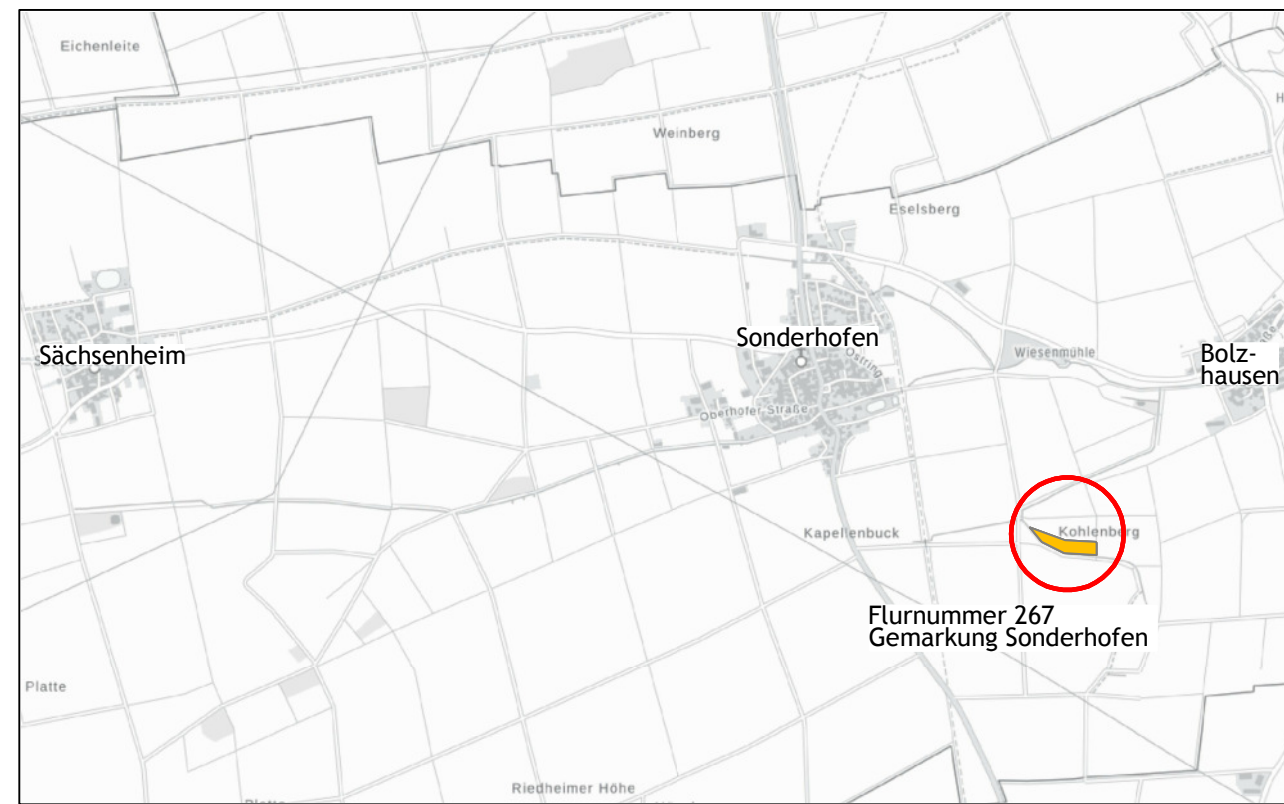 Eichenleite
Weinberg
Eselsberg
Sonderhofen
Sächsenheim
Ostring
Wiesenmühle
Bolz-
hausen
Oberhofer Straße
Kapellenbuck
Kohlenberg
Flurnummer 267
Gemarkung Sonderhofen
Platte
Riedheimer Höhe
Platte